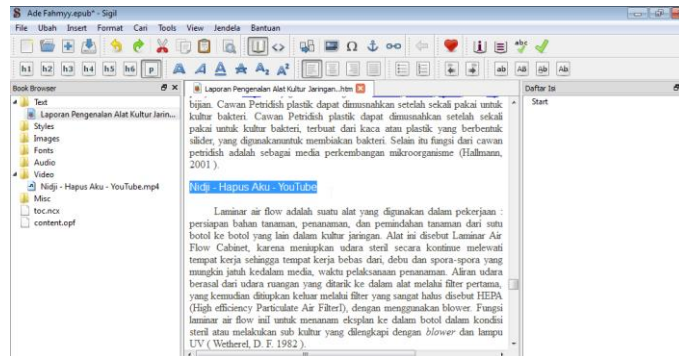 Ade Fahmyy.epub* - Sigil
File Ubah Insert Format Cari Tools View Jendela Bantuan
h1 h2 h3 h4 h5 h6 p A A A A A₂ A² ab AB Ab Ab
Book Browser
Laporan Pengenalan Alat Kultur Jaringan...htm
Daftar Isi
Text
Laporan Pengenalan Alat Kultur Jarin...
Styles
Images
Fonts
Audio
Video
Nidji - Hapus Aku - YouTube.mp4
Misc
toc.ncx
content.opf
bijian. Cawan Petridish plastik dapat dimusnahkan setelah sekali pakai untuk
kultur bakteri. Cawan Petridish plastik dapat dimusnahkan setelah sekali
pakai untuk kultur bakteri, terbuat dari kaca atau plastik yang berbentuk
silider, yang digunakanuntuk membiakan bakteri. Selain itu fungsi dari cawan
petridish adalah sebagai media perkembangan mikroorganisme (Hallmann,
2001 ).
Nidji - Hapus Aku - YouTube
Laminar air flow adalah suatu alat yang digunakan dalam pekerjaan :
persiapan bahan tanaman, penanaman, dan pemindahan tanaman dari sutu
botol ke botol yang lain dalam kultur jaringan. Alat ini disebut Laminar Air
Flow Cabinet, karena meniupkan udara steril secara kontinue melewati
tempat kerja sehingga tempat kerja bebas dari, debu dan spora-spora yang
mungkin jatuh kedalam media, waktu pelaksanaan penanaman. Aliran udara
berasal dari udara ruangan yang ditarik ke dalam alat melalui filter pertama,
yang kemudian ditiupkan keluar melalui filter yang sangat halus disebut HEPA
(High efficiency Particulate Air FilterI), dengan menggunakan blower. Fungsi
laminar air flow iniI untuk menanam eksplan ke dalam botol dalam kondisi
steril atau melakukan sub kultur yang dilengkapi dengan blower dan lampu
UV ( Wetherel, D. F. 1982 ).
Start